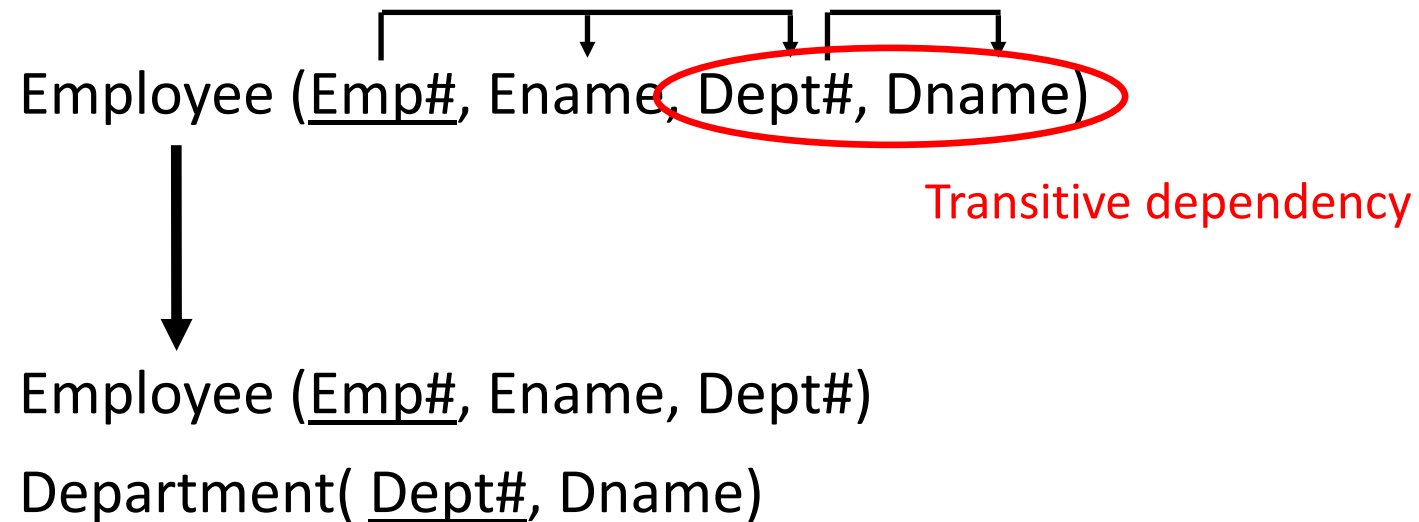 Employee (Emp#, Ename, Dept#, Dname)
Transitive dependency
Employee (Emp#, Ename, Dept#)
Department( Dept#, Dname)